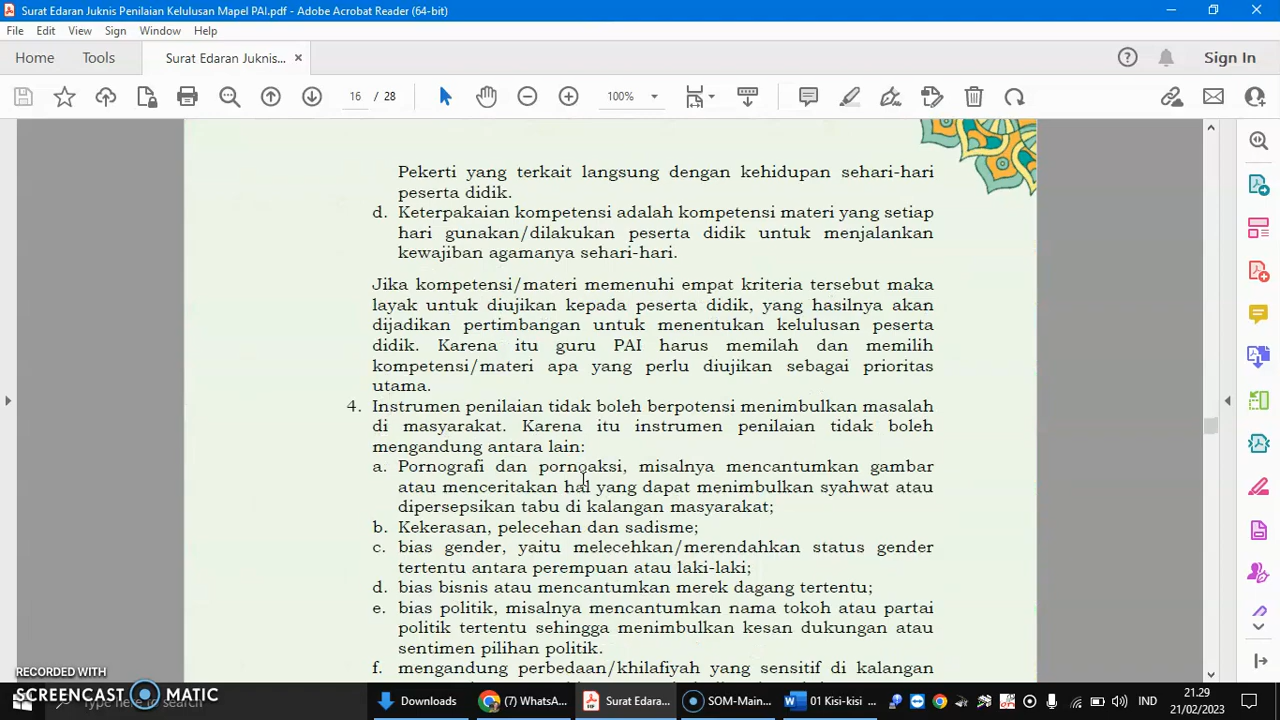 Surat Edaran Juknis Penilaian Kelulusan Mapel PAI.pdf - Adobe Acrobat Reader (64-bit)
File Edit View Sign Window Help
Home Tools Surat Edaran Juknis... × Sign In
16 / 28 100%
Pekerti yang terkait langsung dengan kehidupan sehari-hari
peserta didik.
d. Keterpakaian kompetensi adalah kompetensi materi yang setiap
hari gunakan/dilakukan peserta didik untuk menjalankan
kewajiban agamanya sehari-hari.
Jika kompetensi/materi memenuhi empat kriteria tersebut maka
layak untuk diujikan kepada peserta didik, yang hasilnya akan
dijadikan pertimbangan untuk menentukan kelulusan peserta
didik. Karena itu guru PAI harus memilah dan memilih
kompetensi/materi apa yang perlu diujikan sebagai prioritas
utama.
4. Instrumen penilaian tidak boleh berpotensi menimbulkan masalah
di masyarakat. Karena itu instrumen penilaian tidak boleh
mengandung antara lain:
a. Pornografi dan pornoaksi, misalnya mencantumkan gambar
atau menceritakan hal yang dapat menimbulkan syahwat atau
dipersepsikan tabu di kalangan masyarakat;
b. Kekerasan, pelecehan dan sadisme;
c. bias gender, yaitu melecehkan/merendahkan status gender
tertentu antara perempuan atau laki-laki;
d. bias bisnis atau mencantumkan merek dagang tertentu;
e. bias politik, misalnya mencantumkan nama tokoh atau partai
politik tertentu sehingga menimbulkan kesan dukungan atau
sentimen pilihan politik.
f. mengandung perbedaan/khilafiyah yang sensitif di kalangan
RECORDED WITH
SCREENCAST MATIC
Type here to search
Downloads (7) WhatsA... Surat Edara... SOM-Main... 01 Kisi-kisi ... IND
21.29
21/02/2023